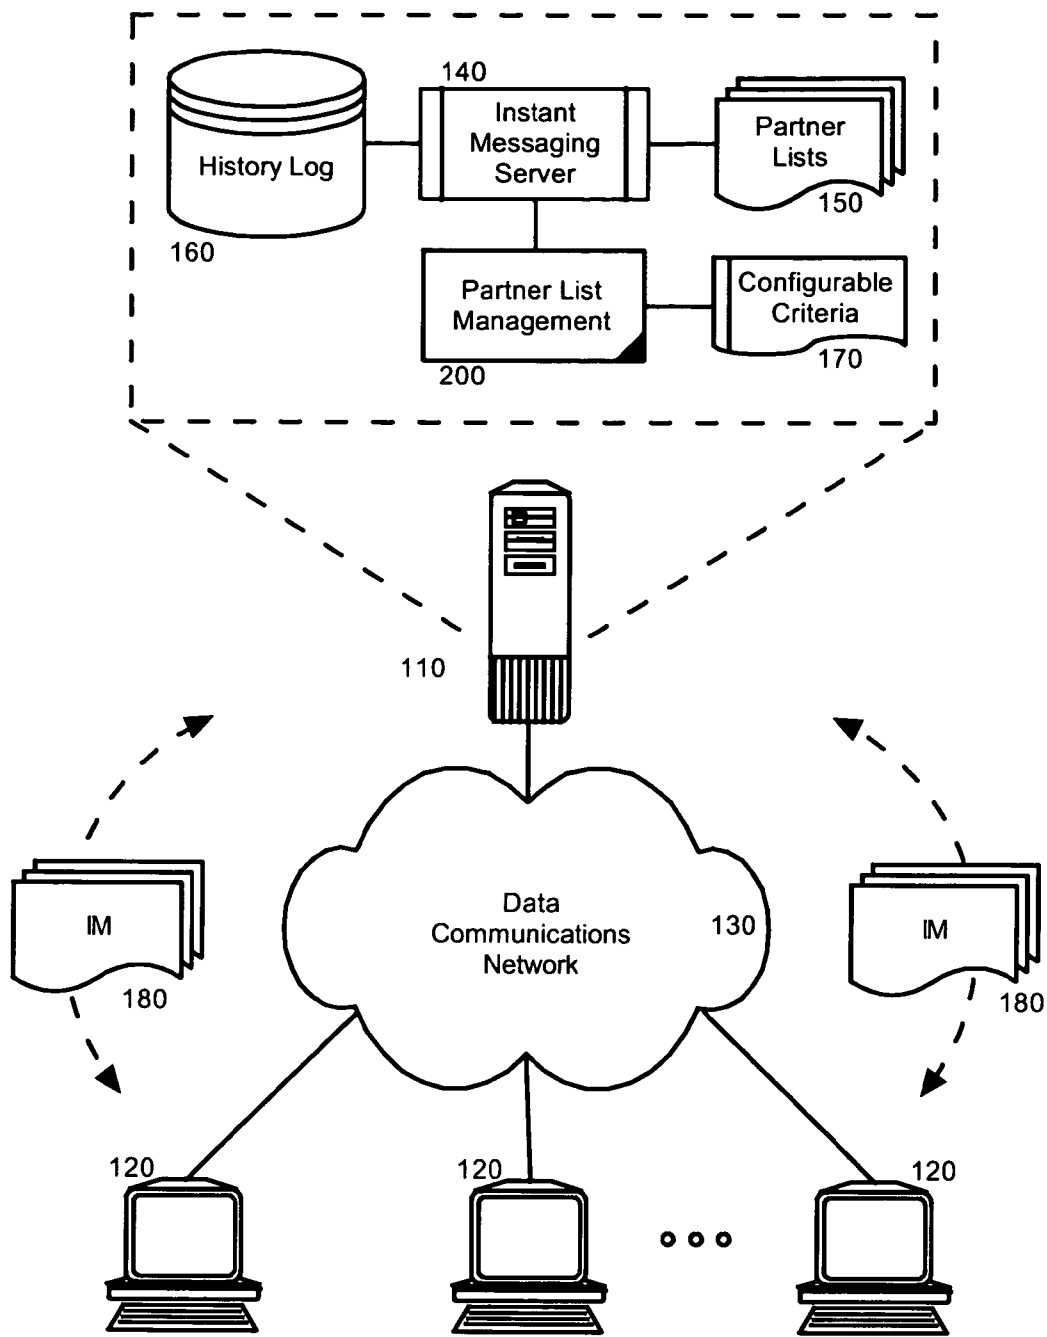 140
Instant
Messaging
Server
History Log
160
Partner
Lists
150
Partner List
Management
200
Configurable
Criteria
170
110
IM
180
Data
Communications
Network
130
IM
180
120
120
120